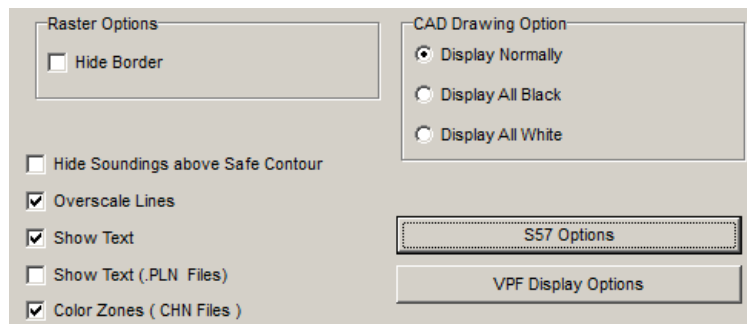 Raster Options
Hide Border
CAD Drawing Option
Display Normally
Display All Black
Display All White
Hide Soundings above Safe Contour
Overscale Lines
Show Text
Show Text (.PLN  Files)
Color Zones ( CHN Files )
S57 Options
VPF Display Options